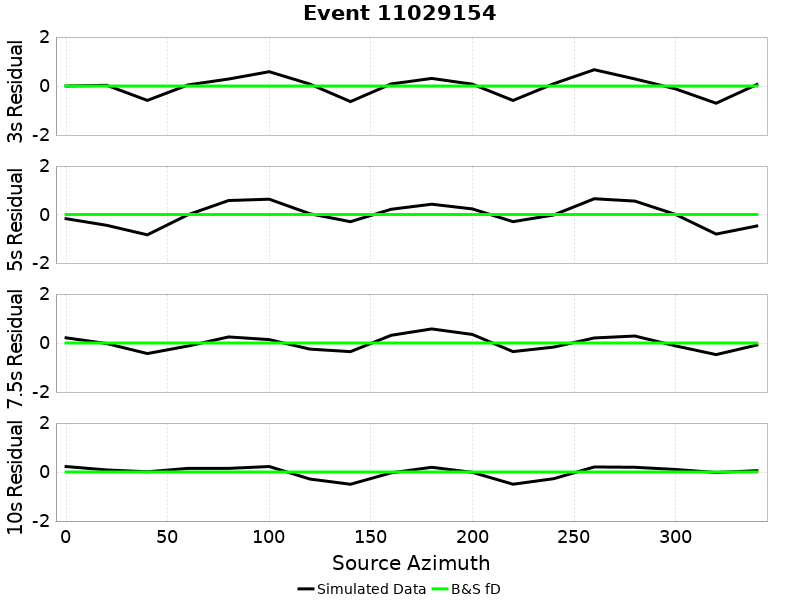 Event 11029154
3s Residual
2
0
-2
5s Residual
2
0
-2
7.5s Residual
2
0
-2
10s Residual
2
0
-2
0 50 100 150 200 250 300
Source Azimuth
Simulated Data B&S fD